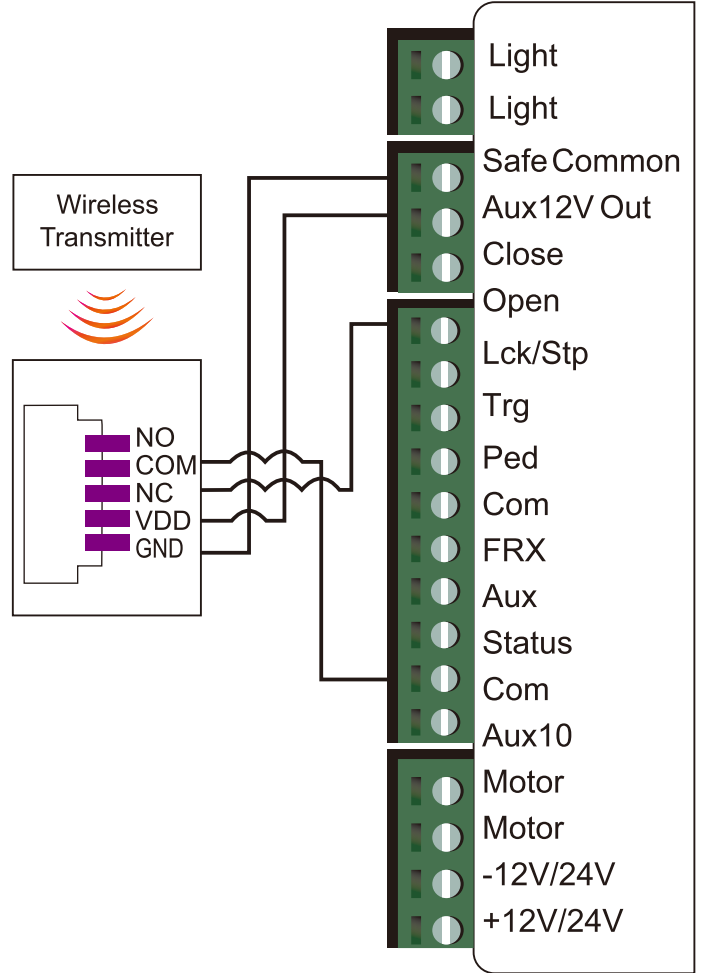 Wireless
Transmitter
NO
COM
NC
VDD
GND
Light
Light
Safe Common
Aux12V Out
Close
Open
Lck/Stp
Trg
Ped
Com
FRX
Aux
Status
Com
Aux10
Motor
Motor
-12V/24V
+12V/24V